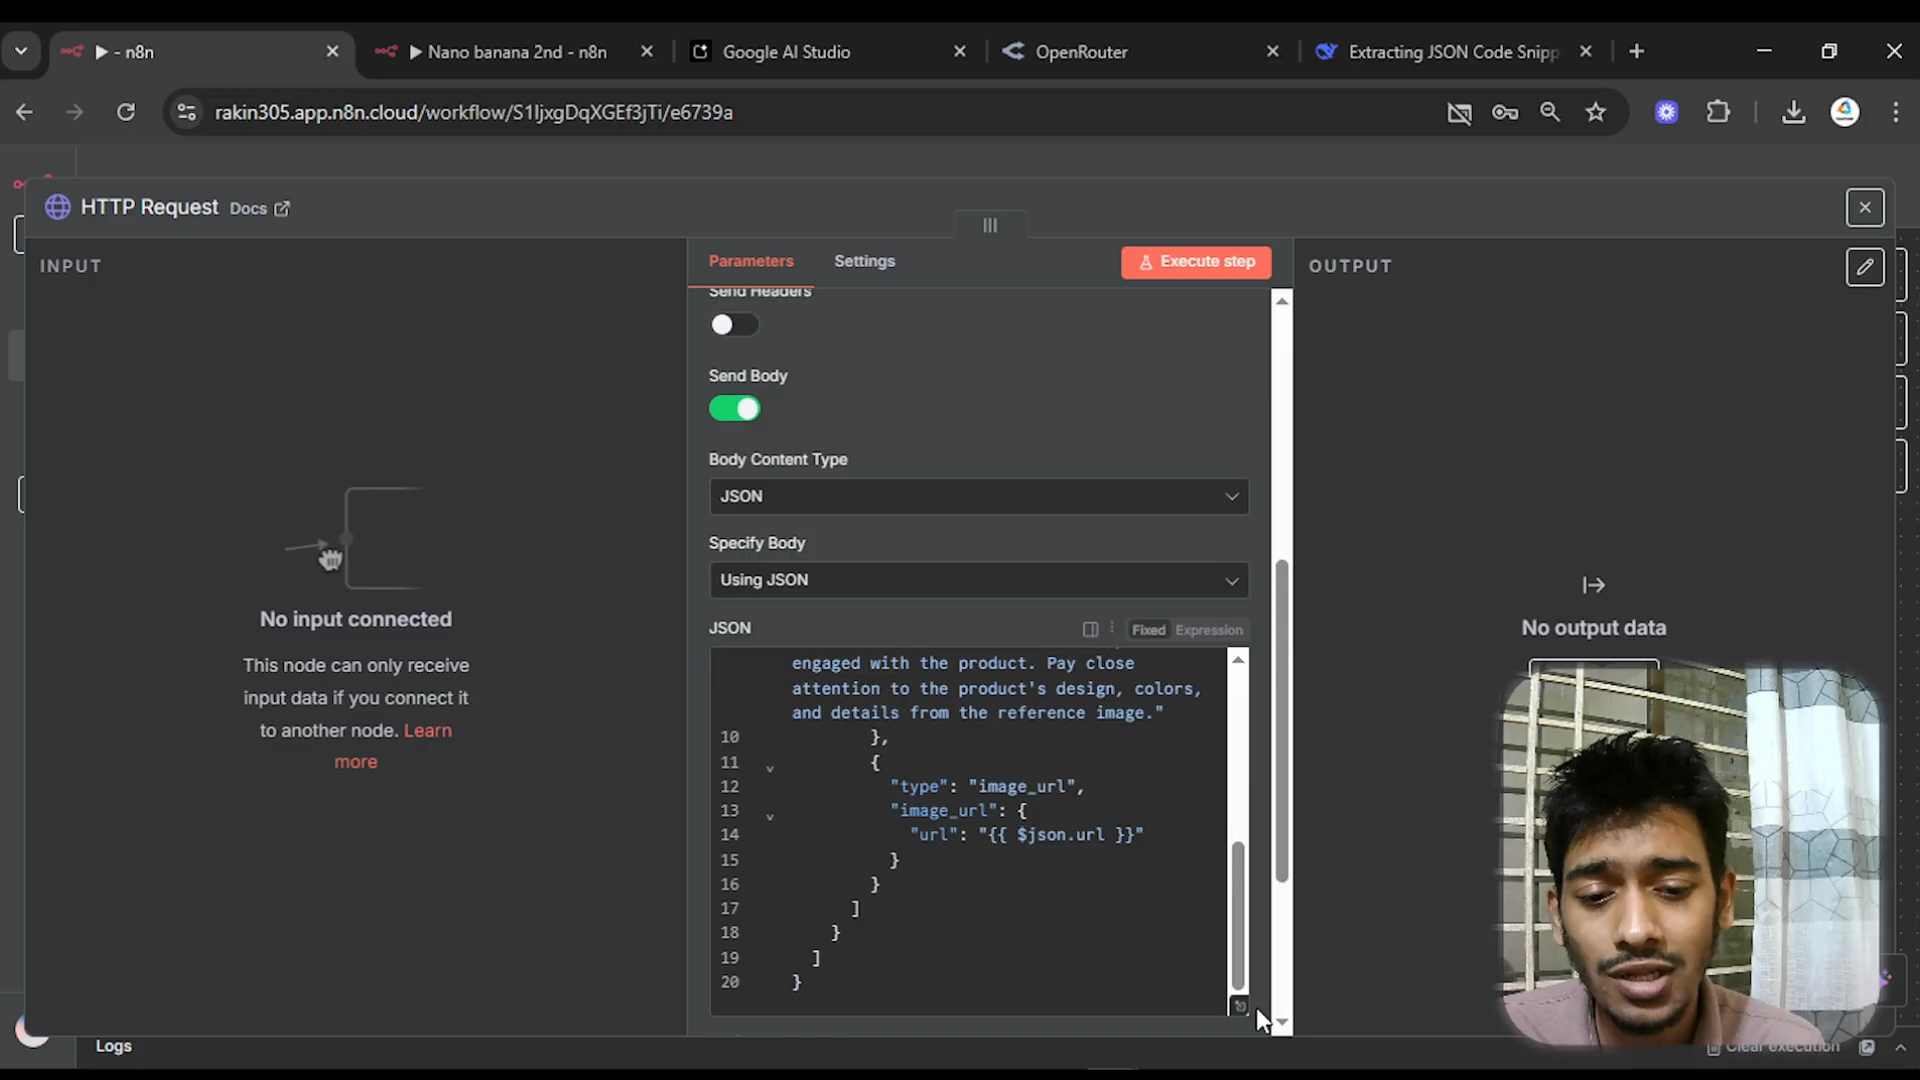 - n8n
Nano banana 2nd - n8n
Google AI Studio
OpenRouter
Extracting JSON Code Snipp
rakin305.app.n8n.cloud/workflow/S1IjxgDqXGEf3jTi/e6739a
HTTP Request Docs
INPUT
Parameters
Settings
Execute step
OUTPUT
Send Headers
Send Body
Body Content Type
JSON
Specify Body
Using JSON
JSON
Fixed Expression
engaged with the product. Pay close
attention to the product's design, colors,
and details from the reference image."
10 },
11 {
12 "type": "image_url",
13 "image_url": {
14 "url": "{{ $json.url }}"
15 }
16 }
17 ]
18 }
19 ]
20 }
No input connected
This node can only receive
input data if you connect it
to another node. Learn
more
No output data
Logs
Clear execution